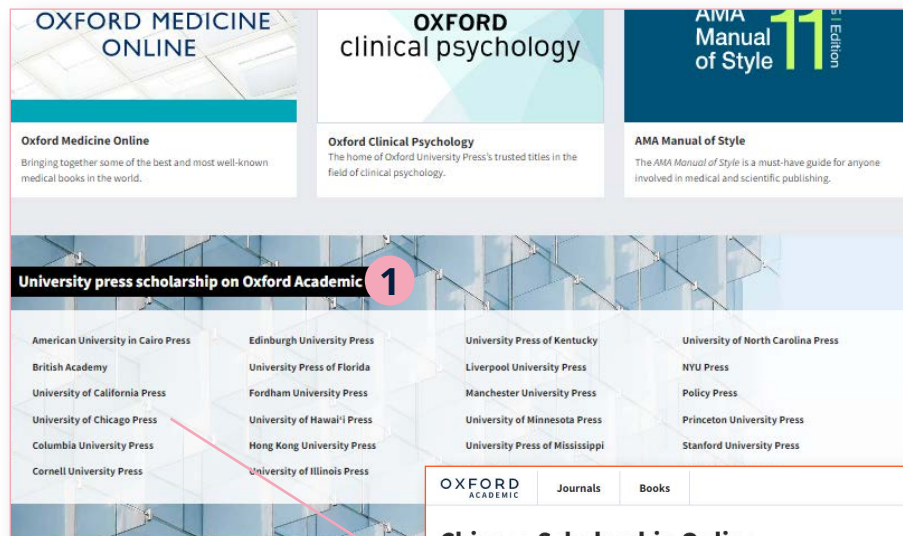 OXFORD MEDICINE
ONLINE
OXFORD
clinical psychology
AMA
Manual
of Style
11
Edition
Oxford Medicine Online
Bringing together some of the best and most well-known
medical books in the world.
Oxford Clinical Psychology
The home of Oxford University Press's trusted titles in the
field of clinical psychology.
AMA Manual of Style
The AMA Manual of Style is a must-have guide for anyone
involved in medical and scientific publishing.
University press scholarship on Oxford Academic
1
American University in Cairo Press
British Academy
University of California Press
University of Chicago Press
Columbia University Press
Cornell University Press
Edinburgh University Press
University Press of Florida
Fordham University Press
University of Hawaiʻi Press
Hong Kong University Press
University of Illinois Press
University Press of Kentucky
Liverpool University Press
Manchester University Press
University of Minnesota Press
University Press of Mississippi
University of North Carolina Press
NYU Press
Policy Press
Princeton University Press
Stanford University Press
OXFORD
ACADEMIC
Journals
Books
Chicago Scholarship Online